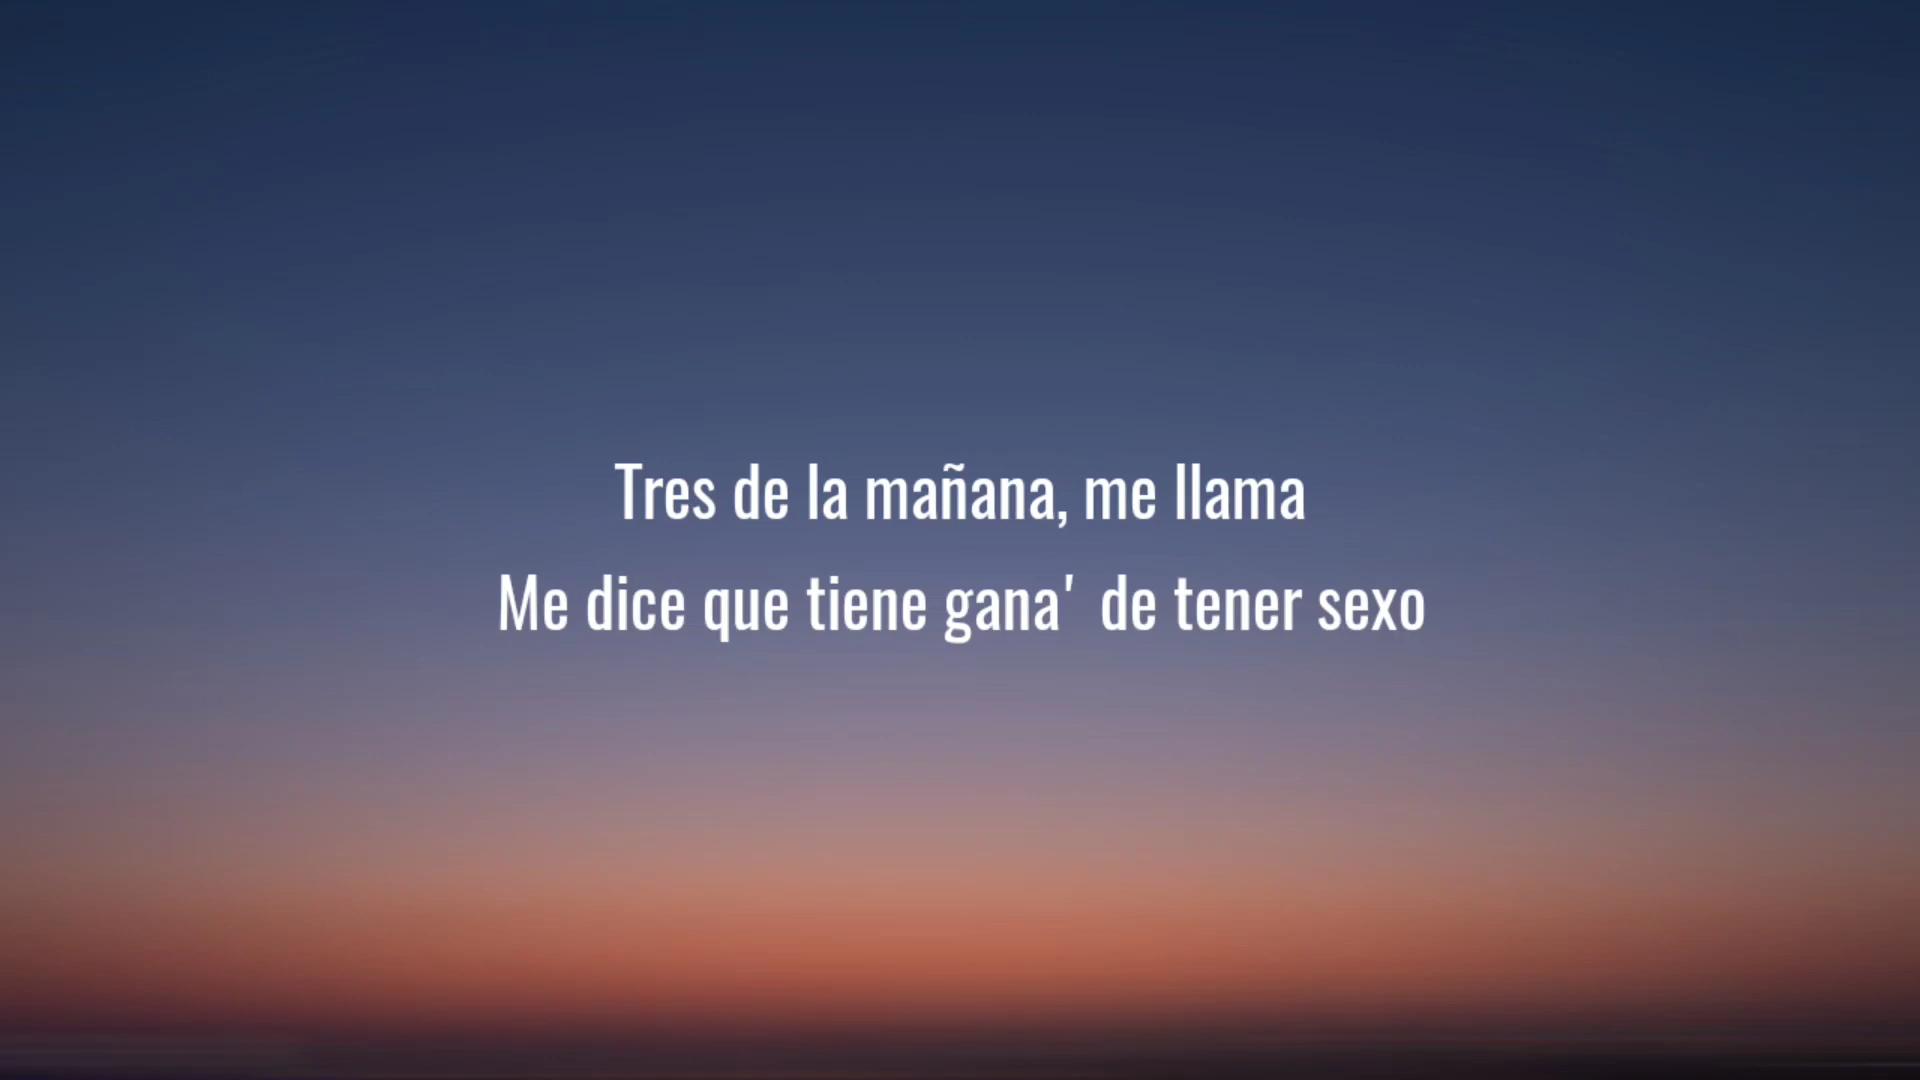 Tres de la mañana, me llama
Me dice que tiene gana' de tener sexo